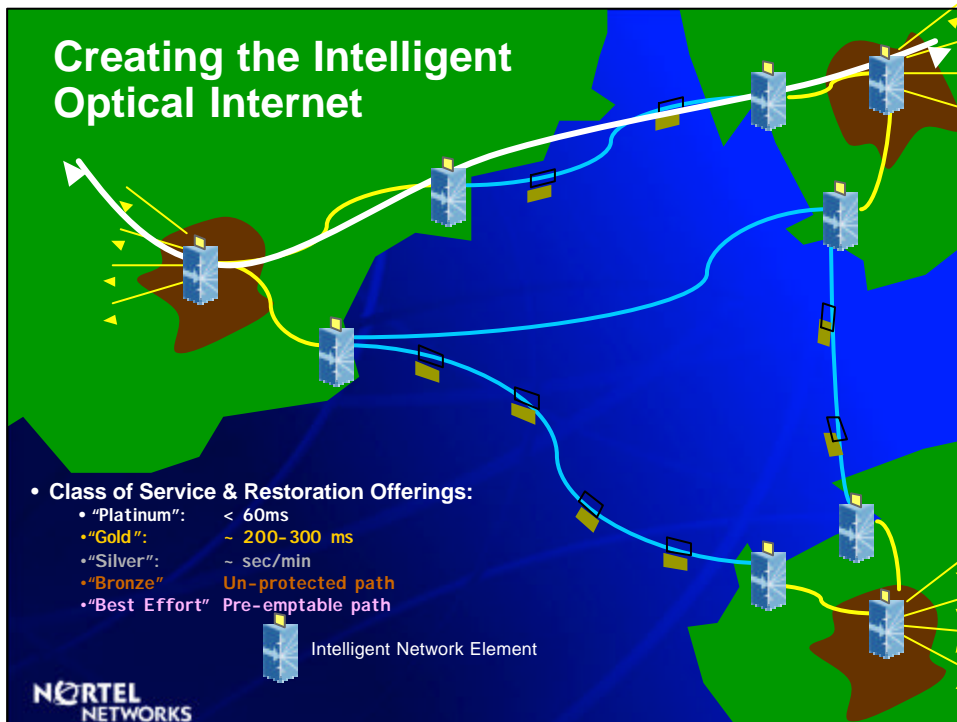 Creating the Intelligent
Optical Internet
• Class of Service & Restoration Offerings:
• “Platinum”: < 60ms
•“Gold”: ~ 200-300 ms
•“Silver”: ~ sec/min
•“Bronze” Un-protected path
•“Best Effort” Pre-emptable path
Intelligent Network Element
NORTEL
NETWORKS